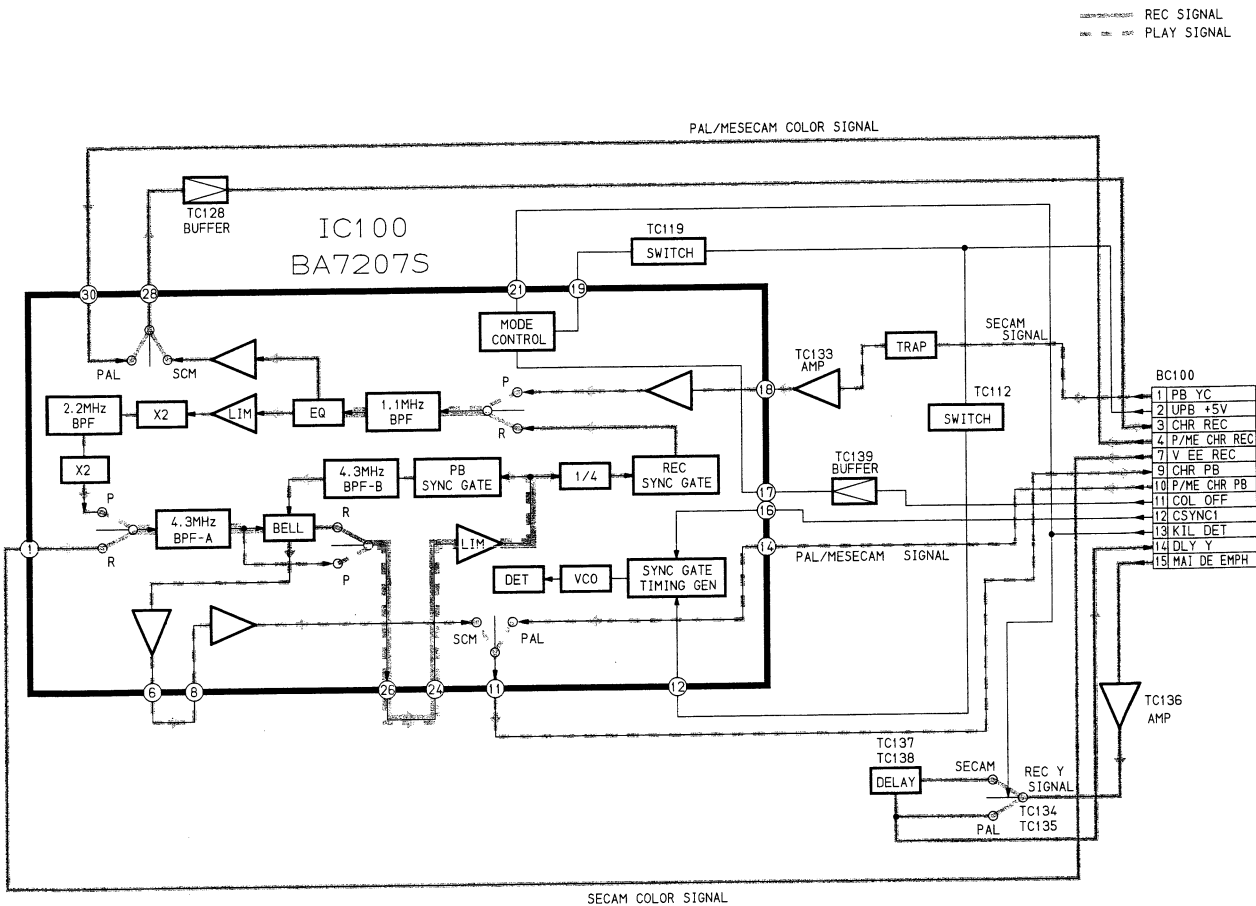 REC SIGNAL
PLAY SIGNAL
PAL/MESECAM COLOR SIGNAL
TC128
BUFFER
IC100
BA7207S
TC119
SWITCH
30
28
21
19
MODE
CONTROL
SECAM
SIGNAL
TRAP
TC133
AMP
PAL
SCM
18
P
R
2.2MHz
BPF
X2
LIM
EQ
1.1MHz
BPF
TC112
SWITCH
BC100
1 PB YC
2 UPB +5V
3 CHR REC
4 P/ME CHR REC
7 V EE REC
9 CHR PB
10 P/ME CHR PB
11 COL OFF
12 CSYNC1
13 KIL DET
14 DLY Y
15 MAI DE EMPH
X2
4.3MHz
BPF-B
PB
SYNC GATE
1/4
REC
SYNC GATE
TC139
BUFFER
17
16
14
P
R
1
4.3MHz
BPF-A
BELL
R
P
LIM
PAL/MESECAM SIGNAL
DET
VCO
SYNC GATE
TIMING GEN
SCM
PAL
6
8
26
24
11
12
TC136
AMP
TC137
TC138
DELAY
SECAM
PAL
REC Y
SIGNAL
TC134
TC135
SECAM COLOR SIGNAL